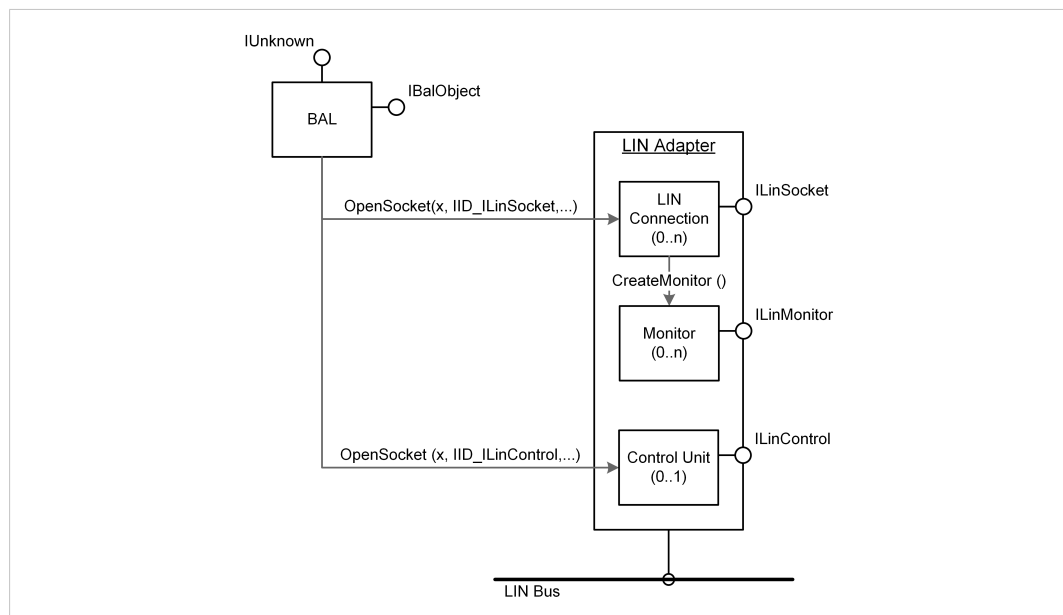 IUnknown
IBalObject
BAL
LIN Adapter
OpenSocket(x, IID_ILinSocket,...)
LIN
Connection
(0..n)
ILinSocket
CreateMonitor ()
Monitor
(0..n)
ILinMonitor
OpenSocket (x, IID_ILinControl,...)
Control Unit
(0..1)
ILinControl
LIN Bus